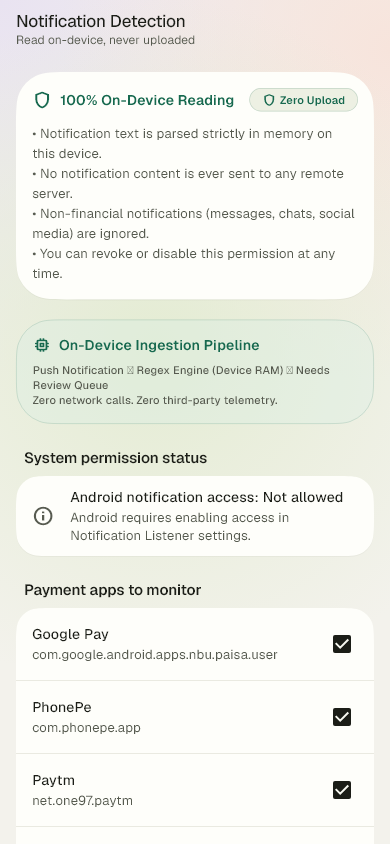 Notification Detection
Read on-device, never uploaded
100% On-Device Reading
Zero Upload
• Notification text is parsed strictly in memory on
this device.
• No notification content is ever sent to any remote
server.
• Non-financial notifications (messages, chats, social
media) are ignored.
• You can revoke or disable this permission at any
time.
On-Device Ingestion Pipeline
Push Notification Regex Engine (Device RAM) Needs
Review Queue
Zero network calls. Zero third-party telemetry.
System permission status
Android notification access: Not allowed
Android requires enabling access in
Notification Listener settings.
Payment apps to monitor
Google Pay
com.google.android.apps.nbu.paisa.user
PhonePe
com.phonepe.app
Paytm
net.one97.paytm